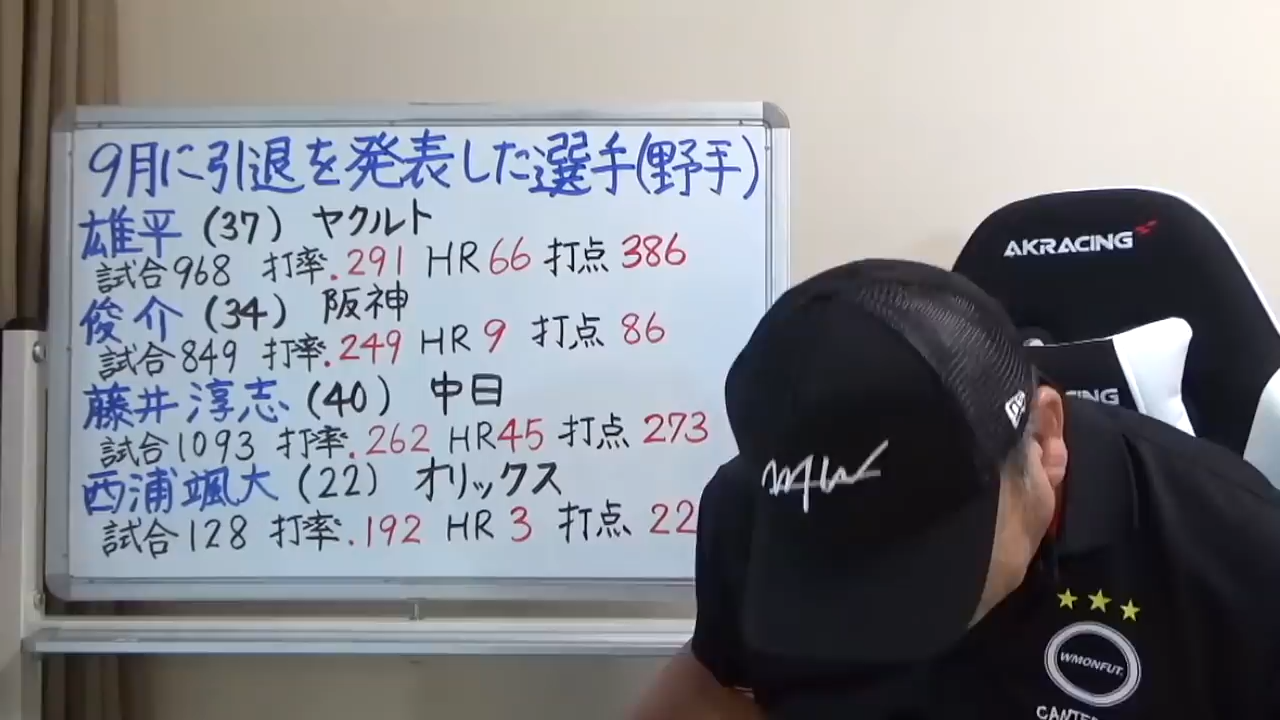 9月に引退を発表した選手(野手)
雄平 (37) ヤクルト
試合968 打率.291 HR66 打点386
俊介 (34) 阪神
試合849 打率.249 HR9 打点86
藤井淳志 (40) 中日
試合1093 打率.262 HR45 打点273
西浦颯大 (22) オリックス
試合128 打率.192 HR3 打点22
AKRACING
WMONFUT.